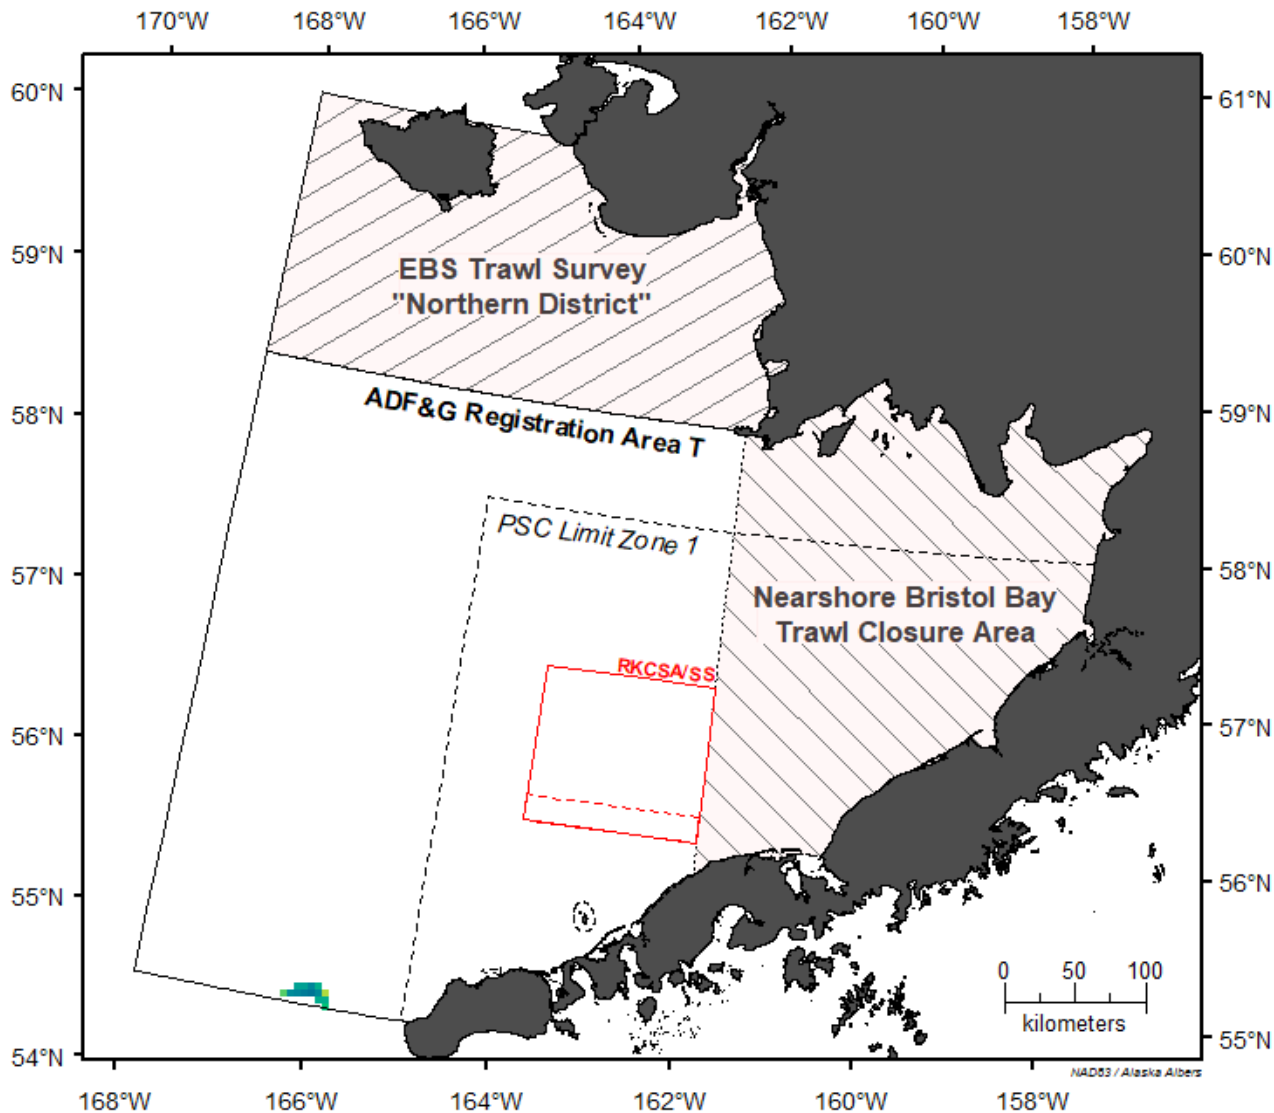 170°W 168°W 166°W 164°W 162°W 160°W 158°W
60°N
61°N
59°N
60°N
EBS Trawl Survey
"Northern District"
58°N
59°N
ADF&G Registration Area T
PSC Limit Zone 1
57°N
58°N
Nearshore Bristol Bay
Trawl Closure Area
RKCSA/SS
56°N
57°N
55°N
56°N
0 50 100
kilometers
54°N
55°N
NAD83 / Alaska Albers
168°W 166°W 164°W 162°W 160°W 158°W